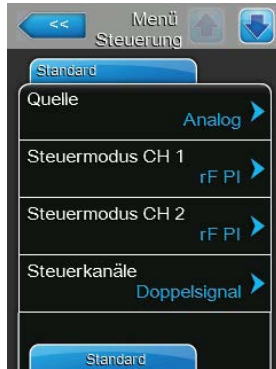 <<
Menü
Steuerung
Standard
Quelle
Analog
Steuermodus CH 1
rF PI
Steuermodus CH 2
rF PI
Steuerkanäle
Doppelsignal
Standard